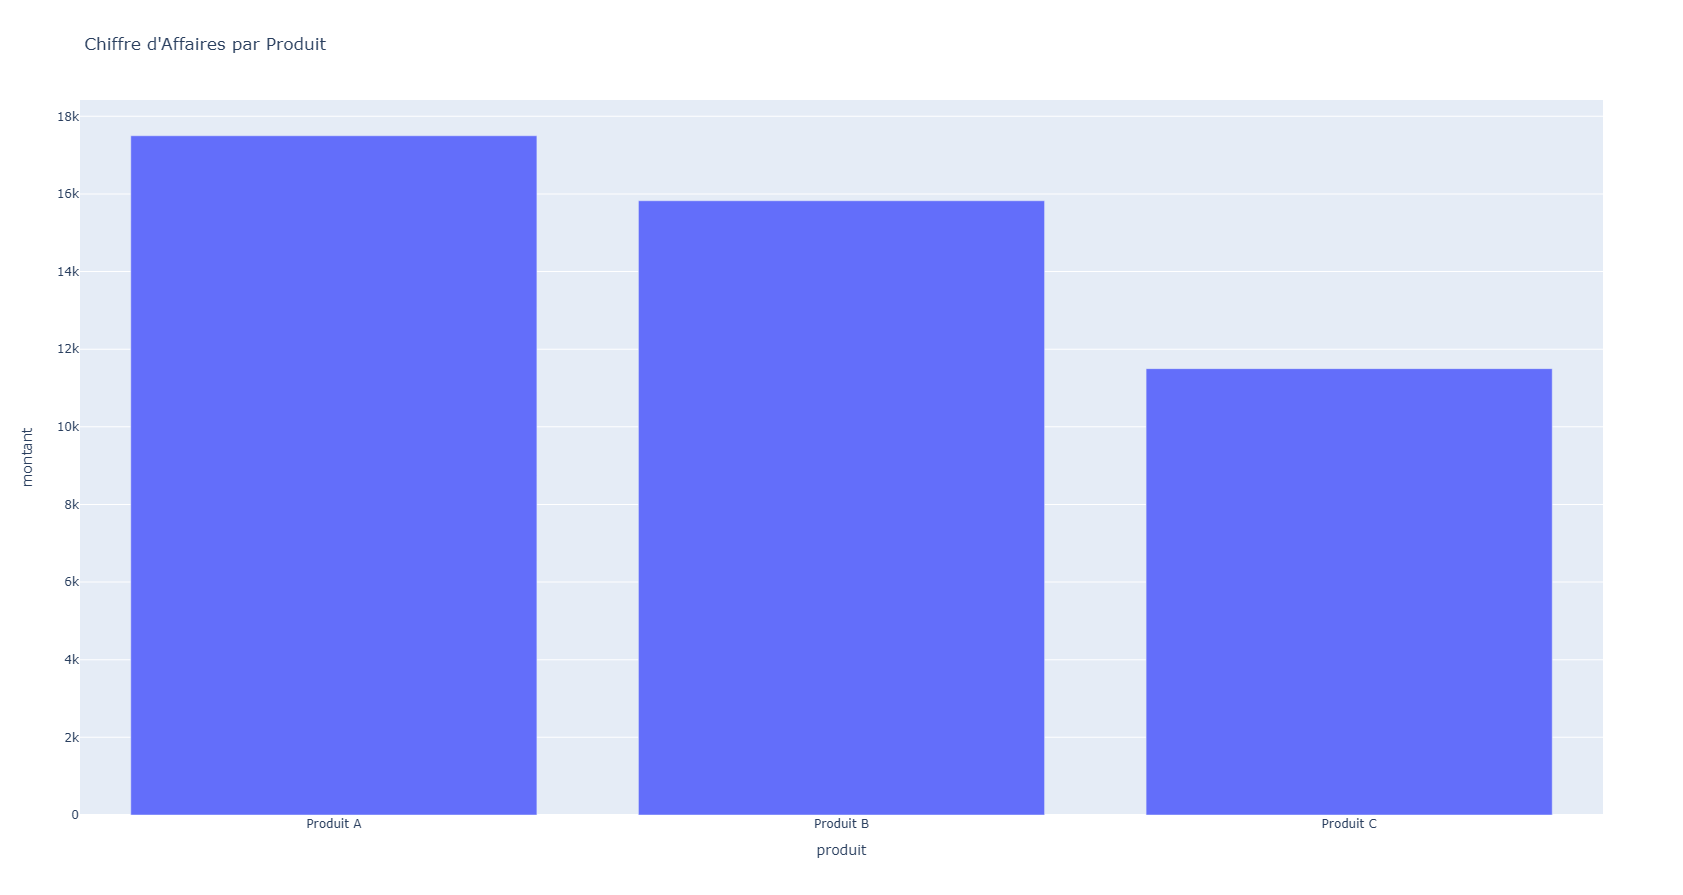 Chiffre d'Affaires par Produit
18k
16k
14k
12k
10k
8k
6k
4k
2k
0
montant
Produit A
Produit B
Produit C
produit